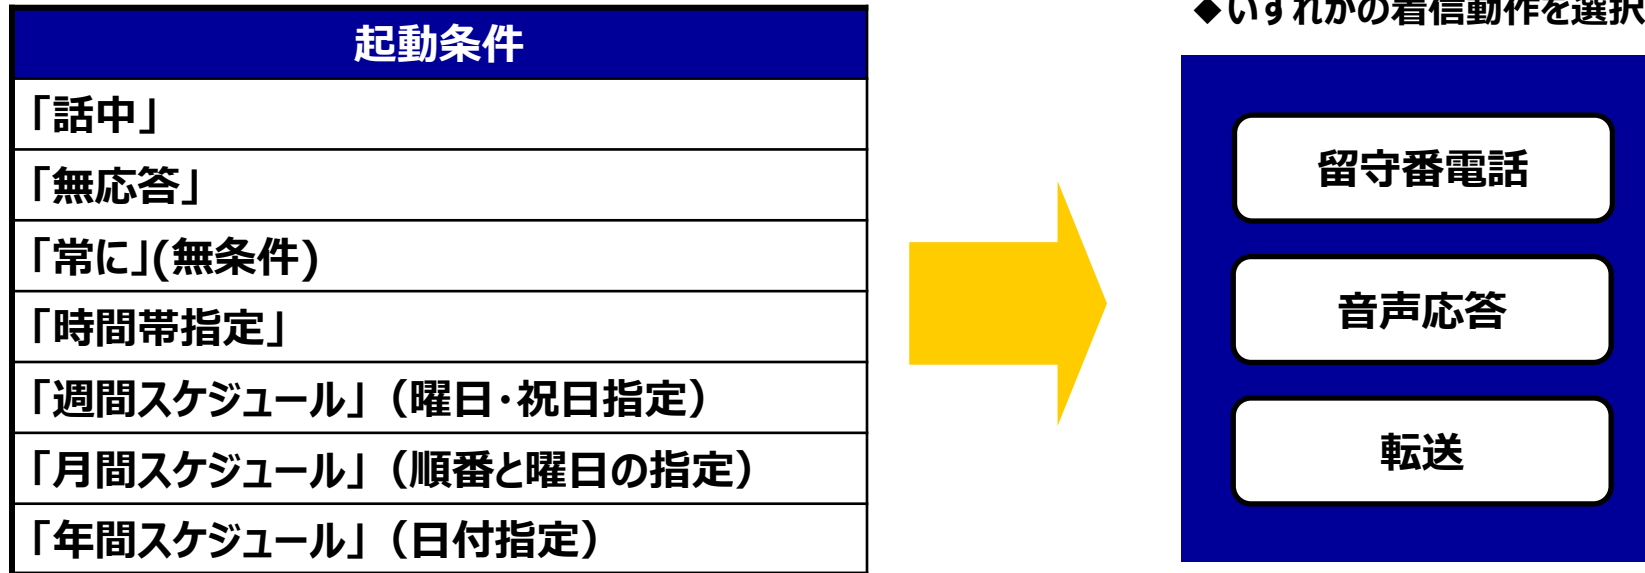 ◆いずれかの着信動作を選択
起動条件
「話中」
「無応答」
「常に」(無条件)
「時間帯指定」
「週間スケジュール」（曜日・祝日指定）
「月間スケジュール」（順番と曜日の指定）
「年間スケジュール」（日付指定）
留守番電話
音声応答
転送